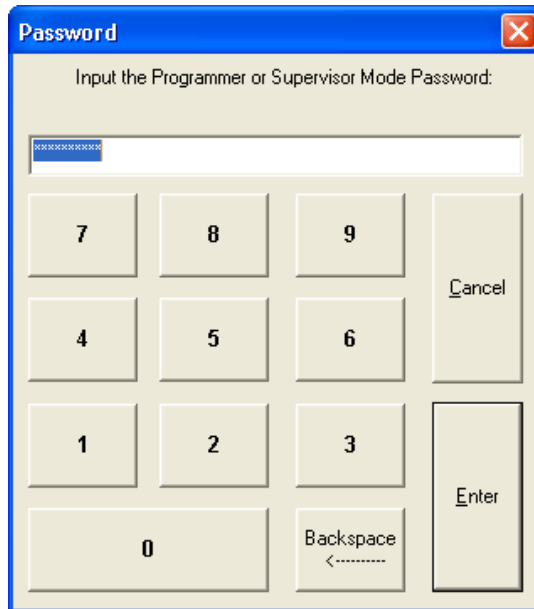 Password
Input the Programmer or Supervisor Mode Password:
**********
7 8 9
Cancel
4 5 6
1 2 3
Enter
0 Backspace
<----------